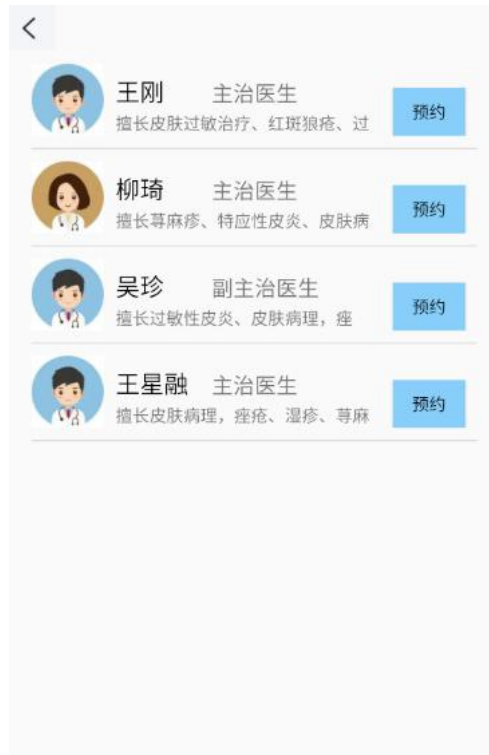 王刚 主治医生
擅长皮肤过敏治疗、红斑狼疮、过
预约
柳琦 主治医生
擅长荨麻疹、特应性皮炎、皮肤病
预约
吴珍 副主治医生
擅长过敏性皮炎、皮肤病理，痤
预约
王星融 主治医生
擅长皮肤病理，痤疮、湿疹、荨麻
预约